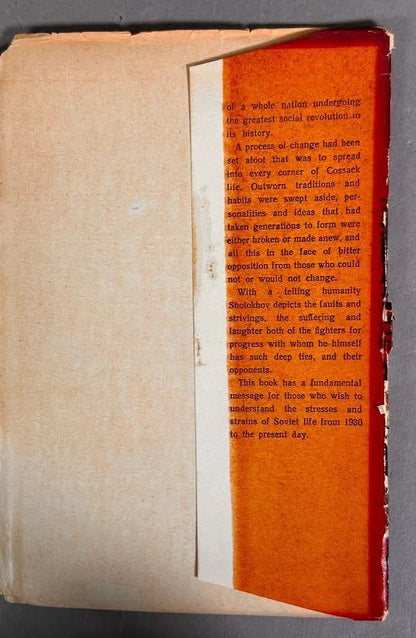 of a whole nation undergoing
the greatest social revolution in
its history.
A process of change had been
set afoot that was to spread
into every corner of Cossack
life. Outworn traditions and
habits were swept aside, per-
sonalities and ideas that had
taken generations to form were
either broken or made anew, and
all this in the face of bitter
opposition from those who could
not or would not change.
With a telling humanity
Sholokhov depicts the faults and
strivings, the suffering and
laughter both of the fighters for
progress with whom he himself
has such deep ties, and their
opponents.
This book has a fundamental
message for those who wish to
understand the stresses and
strains of Soviet life from 1930
to the present day.